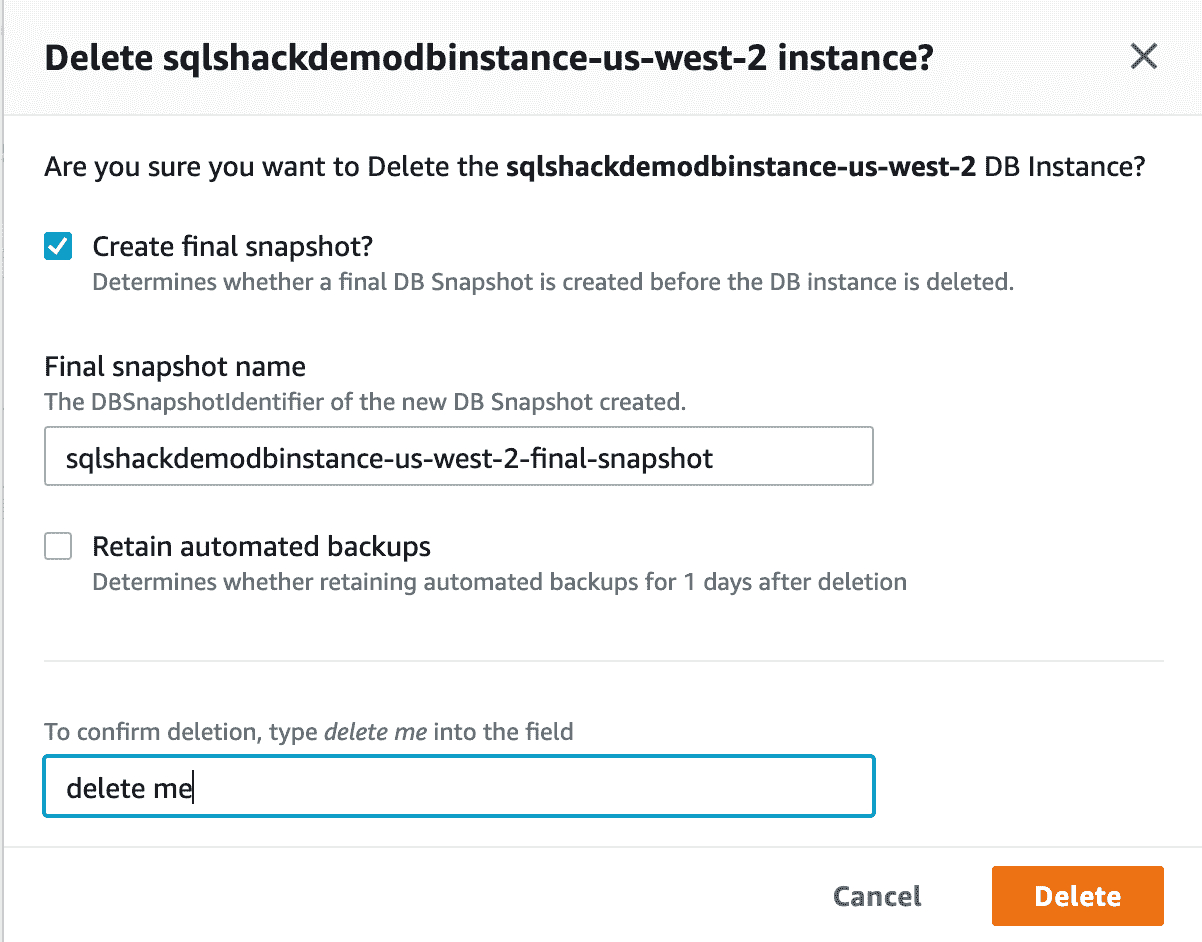 Delete sqlshackdemodbinstance-us-west-2 instance?
Are you sure you want to Delete the sqlshackdemodbinstance-us-west-2 DB Instance?
Create final snapshot?
Determines whether a final DB Snapshot is created before the DB instance is deleted.
Final snapshot name
The DBSnapshotIdentifier of the new DB Snapshot created.
sqlshackdemodbinstance-us-west-2-final-snapshot
Retain automated backups
Determines whether retaining automated backups for 1 days after deletion
To confirm deletion, type delete me into the field
delete me
Cancel Delete